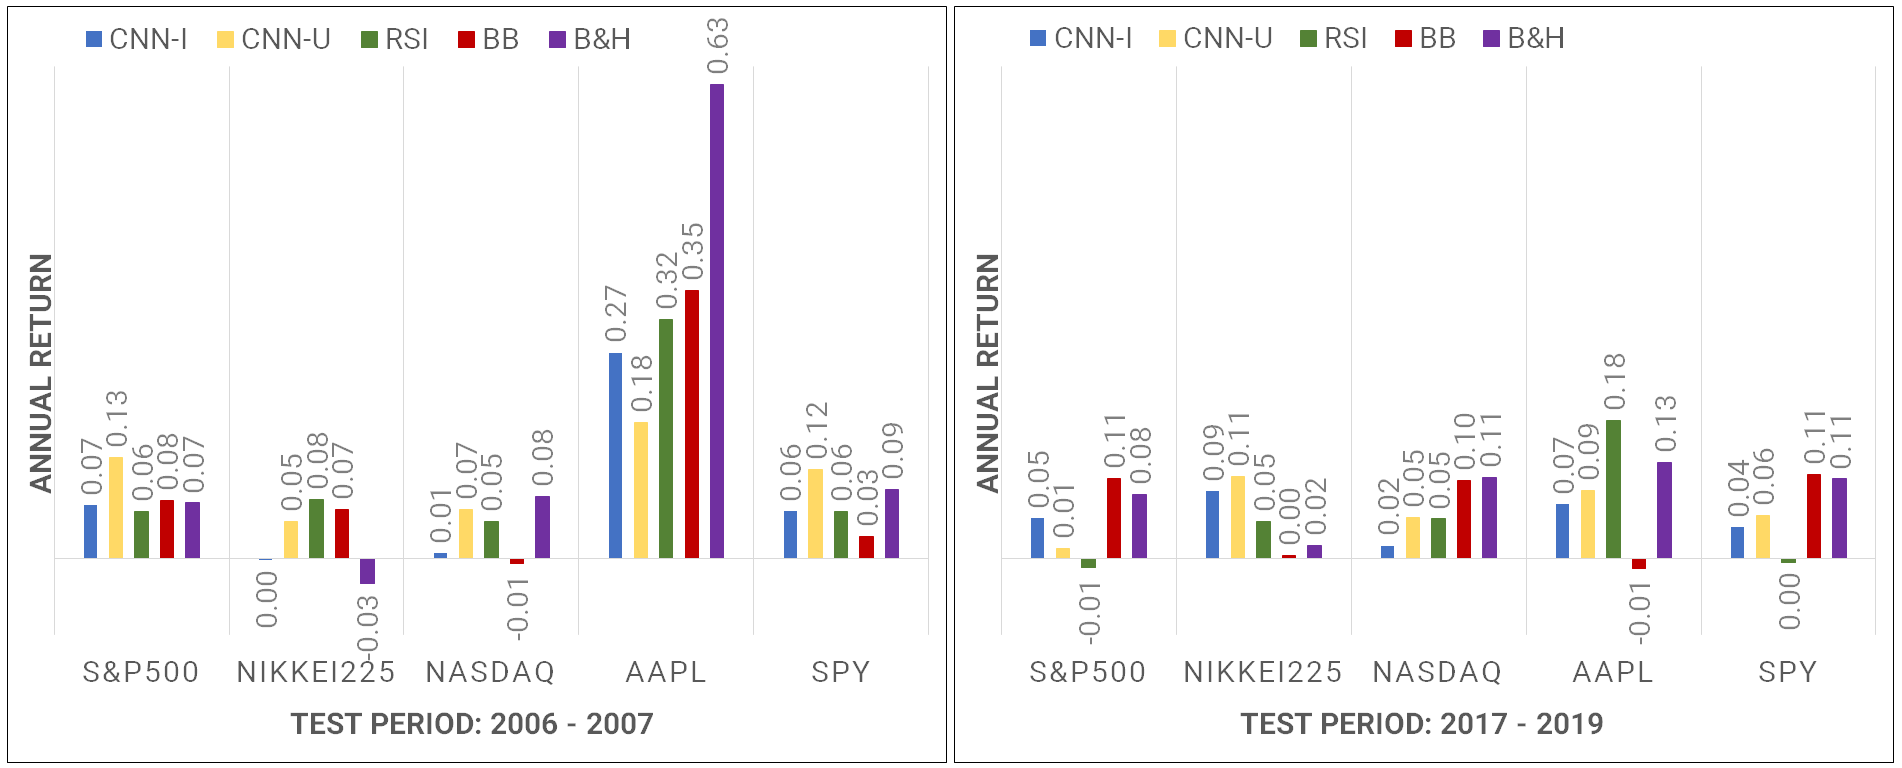 CNN-I CNN-U RSI BB B&H
ANNUAL RETURN
0.07 0.13 0.06 0.08 0.07
0.00 0.05 0.08 0.07 -0.03
0.01 0.07 0.05 -0.01 0.08
0.27 0.18 0.32 0.35 0.63
0.06 0.12 0.06 0.03 0.09
S&P500 NIKKEI225 NASDAQ AAPL SPY
TEST PERIOD: 2006 - 2007
CNN-I CNN-U RSI BB B&H
ANNUAL RETURN
0.05 0.01 -0.01 0.11 0.08
0.09 0.11 0.05 0.00 0.02
0.02 0.05 0.05 0.10 0.11
0.07 0.09 0.18 -0.01 0.13
0.04 0.06 0.00 0.11 0.11
S&P500 NIKKEI225 NASDAQ AAPL SPY
TEST PERIOD: 2017 - 2019